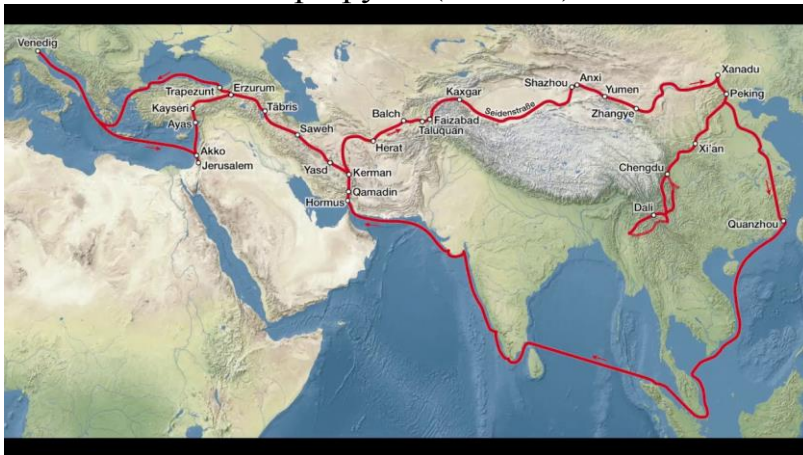 Venedig
Trapezunt
Erzurum
Kayseri
Täbris
Ayas
Saweh
Akko
Jerusalem
Yasd
Kerman
Qamadin
Hormus
Herat
Balch
Taluquan
Faizabad
Kaxgar
Seidenstraße
Shazhou
Anxi
Yumen
Zhangye
Xanadu
Peking
Xi'an
Chengdu
Dali
Quanzhou